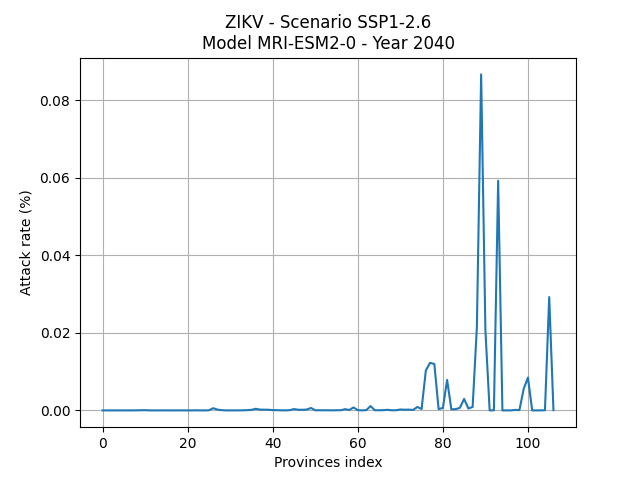 ZIKV - Scenario SSP1-2.6
Model MRI-ESM2-0 - Year 2040
Attack rate (%)
0.08
0.06
0.04
0.02
0.00
0 20 40 60 80 100
Provinces index